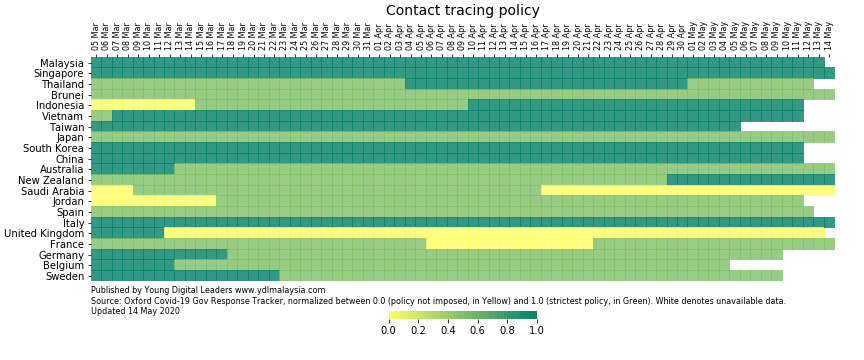 Contact tracing policy
05 Mar
06 Mar
07 Mar
08 Mar
09 Mar
10 Mar
11 Mar
12 Mar
13 Mar
14 Mar
15 Mar
16 Mar
17 Mar
18 Mar
19 Mar
20 Mar
21 Mar
22 Mar
23 Mar
24 Mar
25 Mar
26 Mar
27 Mar
28 Mar
29 Mar
30 Mar
31 Mar
01 Apr
02 Apr
03 Apr
04 Apr
05 Apr
06 Apr
07 Apr
08 Apr
09 Apr
10 Apr
11 Apr
12 Apr
13 Apr
14 Apr
15 Apr
16 Apr
17 Apr
18 Apr
19 Apr
20 Apr
21 Apr
22 Apr
23 Apr
24 Apr
25 Apr
26 Apr
27 Apr
28 Apr
29 Apr
30 Apr
01 May
02 May
03 May
04 May
05 May
06 May
07 May
08 May
09 May
10 May
11 May
12 May
13 May
14 May
Malaysia
Singapore
Thailand
Brunei
Indonesia
Vietnam
Taiwan
Japan
South Korea
China
Australia
New Zealand
Saudi Arabia
Jordan
Spain
Italy
United Kingdom
France
Germany
Belgium
Sweden
Published by Young Digital Leaders www.ydlmalaysia.com
Source: Oxford Covid-19 Gov Response Tracker, normalized between 0.0 (policy not imposed, in Yellow) and 1.0 (strictest policy, in Green). White denotes unavailable data.
Updated 14 May 2020
0.0 0.2 0.4 0.6 0.8 1.0